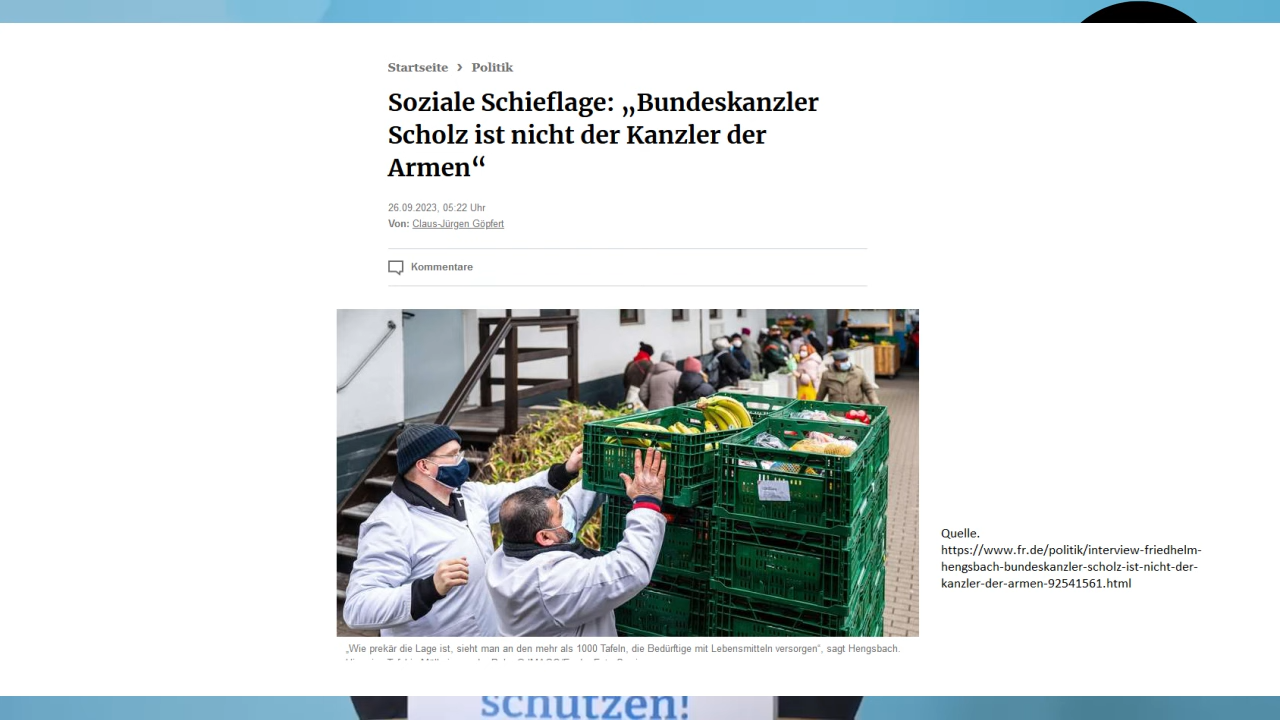 Startseite › Politik
Soziale Schieflage: „Bundeskanzler
Scholz ist nicht der Kanzler der
Armen“
26.09.2023, 05:22 Uhr
Von: Claus-Jürgen Göpfert
Kommentare
Quelle.
https://www.fr.de/politik/interview-friedhelm-
hengsbach-bundeskanzler-scholz-ist-nicht-der-
kanzler-der-armen-92541561.html
„Wie prekär die Lage ist, sieht man an den mehr als 1000 Tafeln, die Bedürftige mit Lebensmitteln versorgen“, sagt Hengsbach.
schützen!